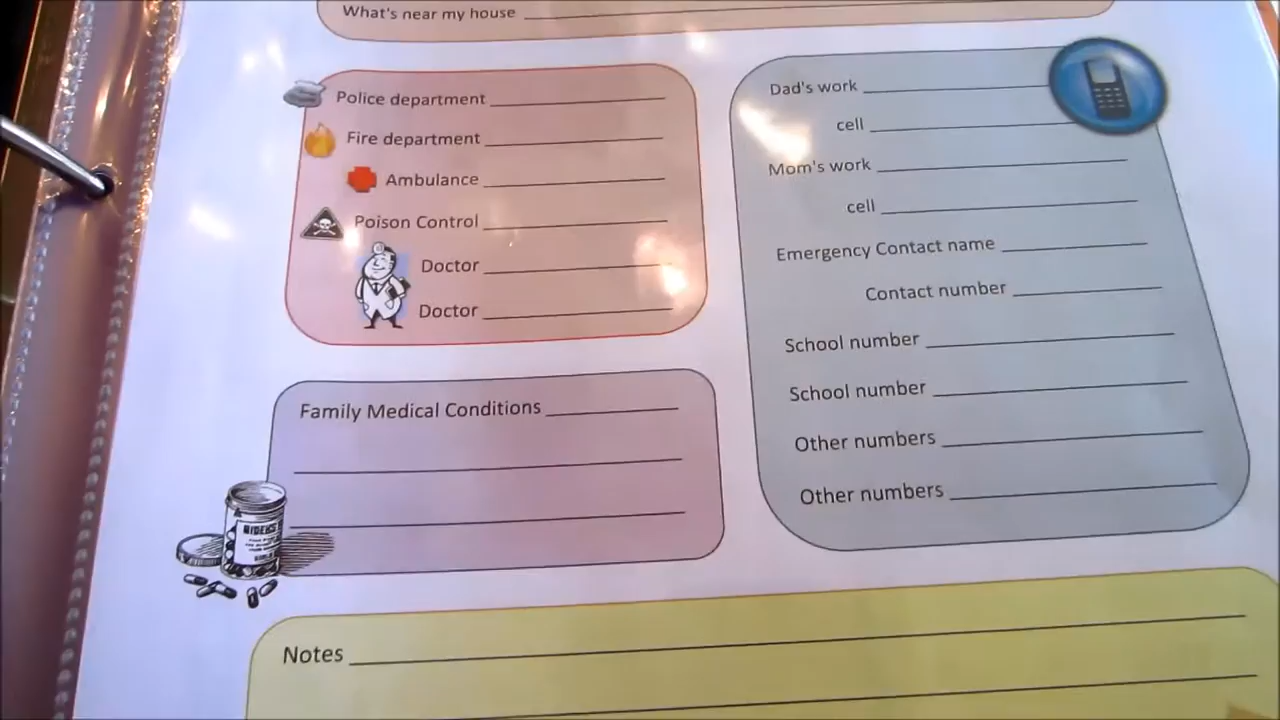 What's near my house
Police department
Fire department
Ambulance
Poison Control
Doctor
Doctor
Family Medical Conditions
Dad's work
cell
Mom's work
cell
Emergency Contact name
Contact number
School number
School number
Other numbers
Other numbers
Notes